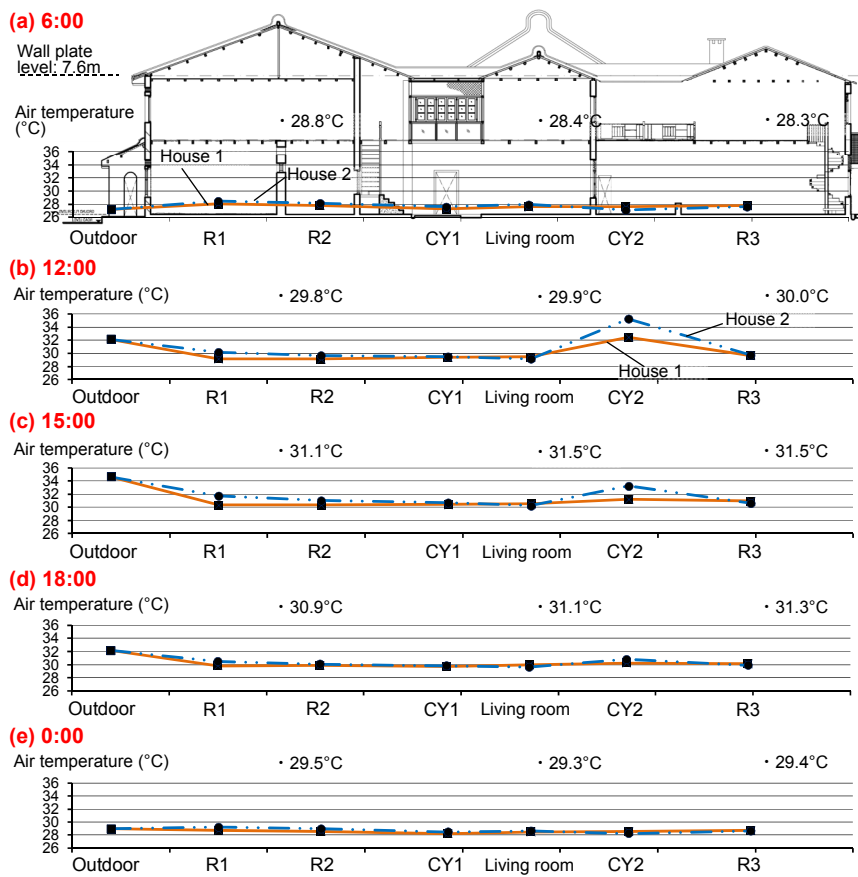 (a) 6:00
Wall plate
level: 7.6m
Air temperature
(°C)
· 28.8°C · 28.4°C · 28.3°C
36
34
32
30
28
26
House 1
House 2
Outdoor R1 R2 CY1 Living room CY2 R3
(b) 12:00
Air temperature (°C) · 29.8°C · 29.9°C · 30.0°C
36
34
32
30
28
26
House 2
House 1
Outdoor R1 R2 CY1 Living room CY2 R3
(c) 15:00
Air temperature (°C) · 31.1°C · 31.5°C · 31.5°C
36
34
32
30
28
26
Outdoor R1 R2 CY1 Living room CY2 R3
(d) 18:00
Air temperature (°C) · 30.9°C · 31.1°C · 31.3°C
36
34
32
30
28
26
Outdoor R1 R2 CY1 Living room CY2 R3
(e) 0:00
Air temperature (°C) · 29.5°C · 29.3°C · 29.4°C
36
34
32
30
28
26
Outdoor R1 R2 CY1 Living room CY2 R3